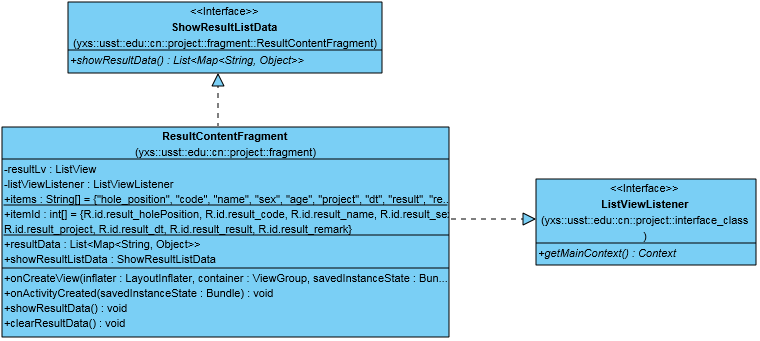 <<Interface>>
ShowResultListData
(yxs::usst::edu::cn::project::fragment::ResultContentFragment)
+showResultData() : List<Map<String, Object>>
ResultContentFragment
(yxs::usst::edu::cn::project::fragment)
-resultLv : ListView
-listViewListener : ListViewListener
+items : String[] = {"hole_position", "code", "name", "sex", "age", "project", "dt", "result", "re...
+itemId : int[] = {R.id.result_holePosition, R.id.result_code, R.id.result_name, R.id.result_se
R.id.result_project, R.id.result_dt, R.id.result_result, R.id.result_remark}
+resultData : List<Map<String, Object>>
+showResultListData : ShowResultListData
+onCreateView(inflater : LayoutInflater, container : ViewGroup, savedInstanceState : Bun...
+onActivityCreated(savedInstanceState : Bundle) : void
+showResultData() : void
+clearResultData() : void
<<Interface>>
ListViewListener
(yxs::usst::edu::cn::project::interface_class
)
+getMainContext() : Context